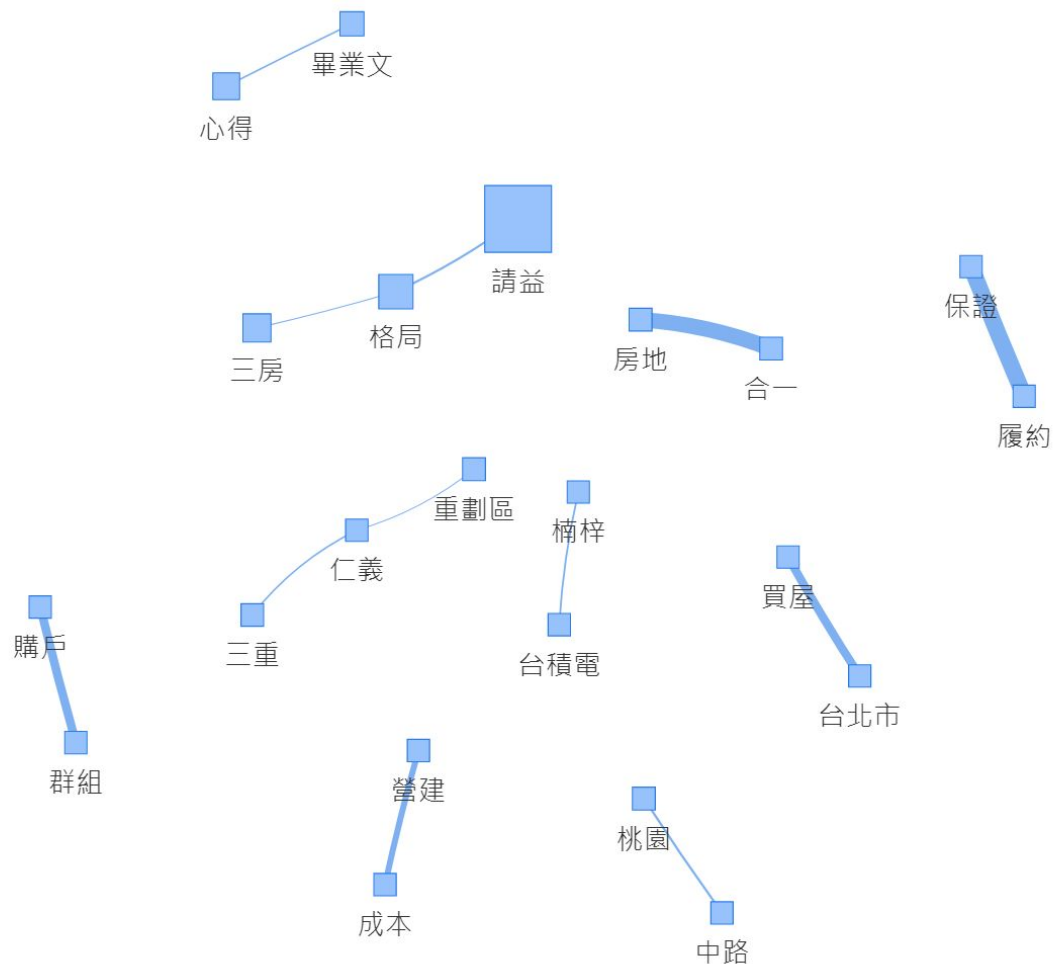 畢業文
心得
請益
格局
三房
保證
房地
合一
履約
重劃區
楠梓
仁義
買屋
購戶
三重
台積電
台北市
群組
營建
桃園
成本
中路